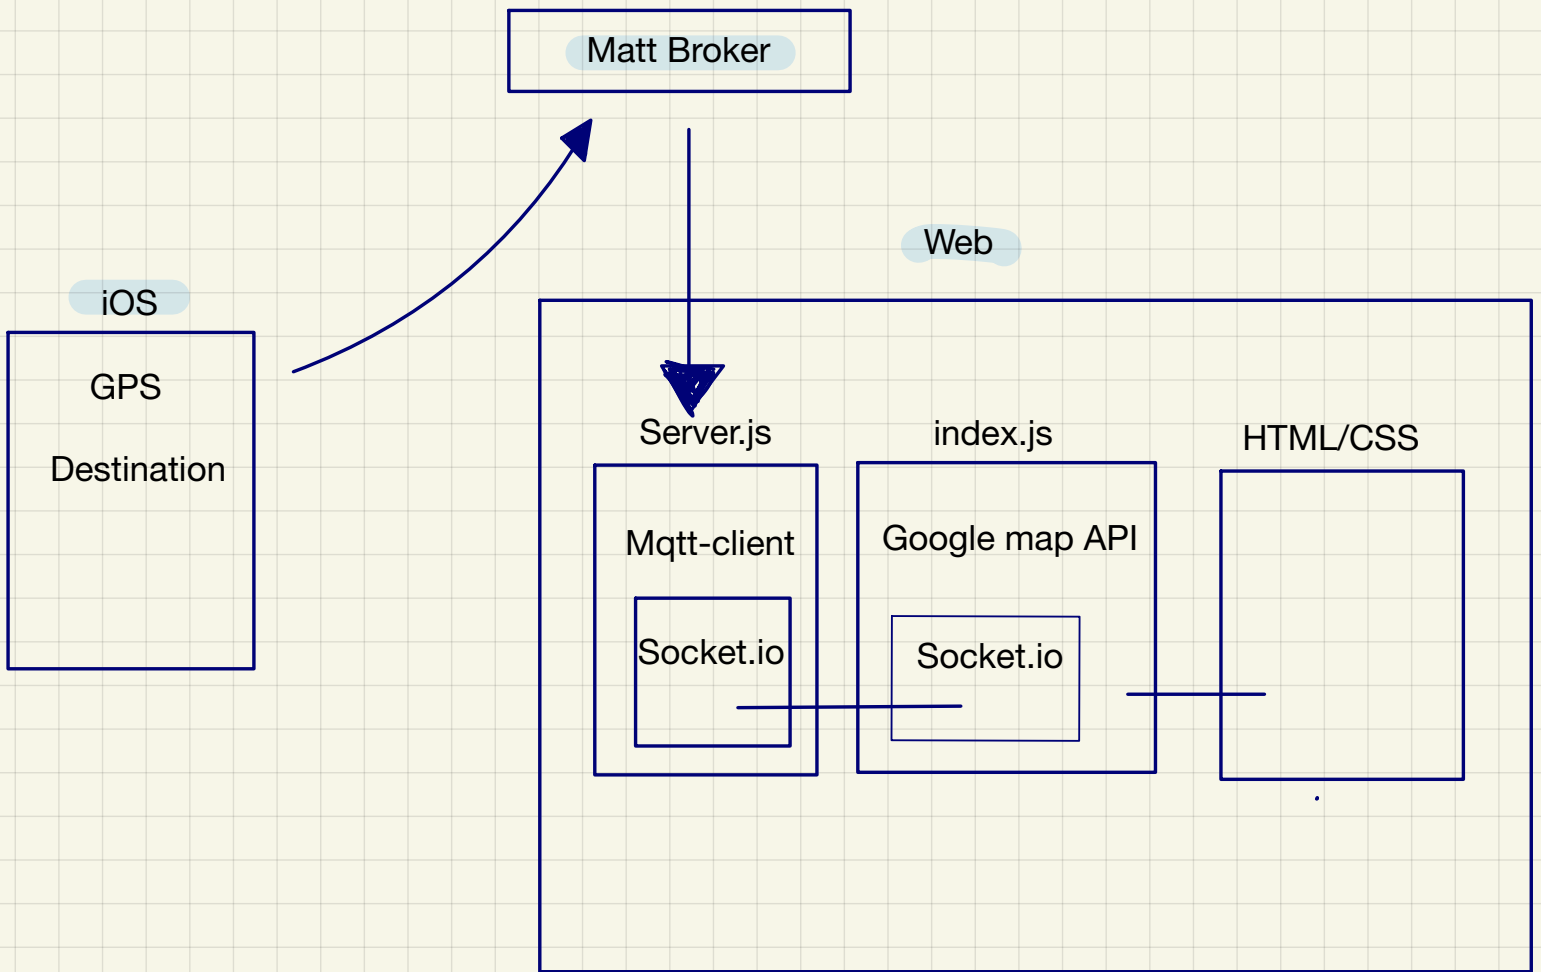 Matt Broker
Web
iOS
GPS
Destination
Server.js
index.js
HTML/CSS
Mqtt-client
Google map API
Socket.io
Socket.io